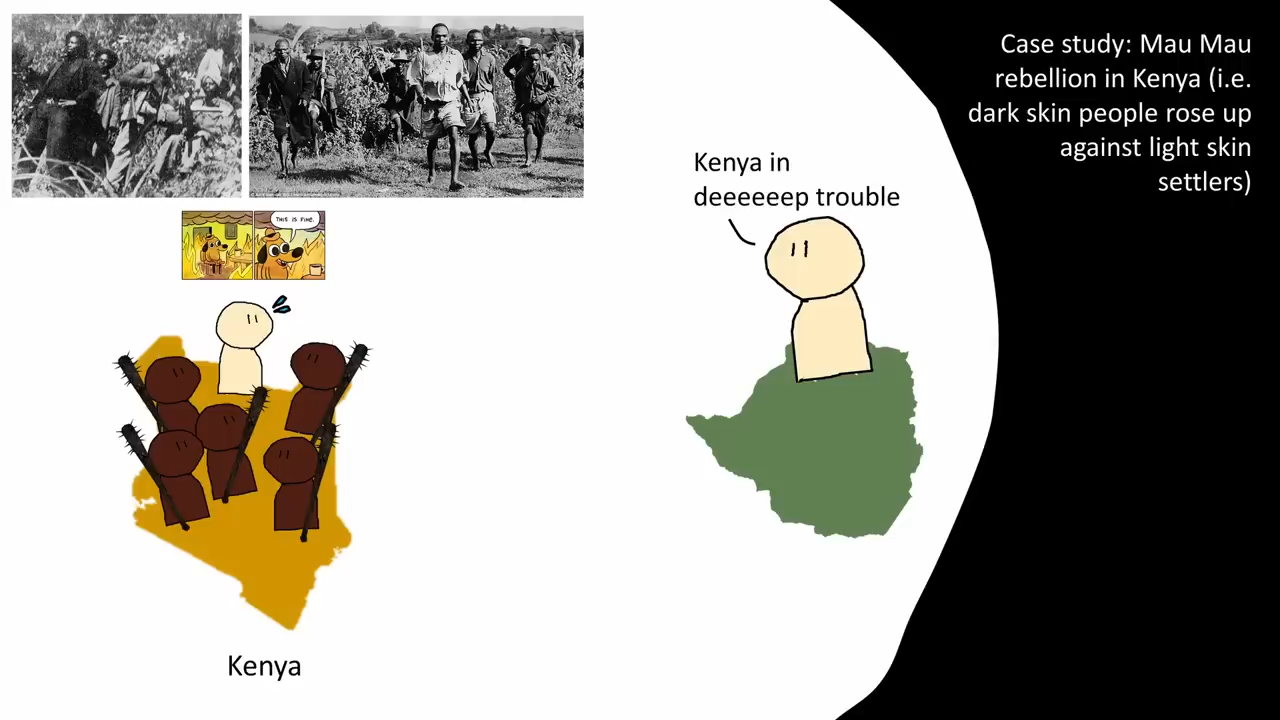 Case study: Mau Mau
rebellion in Kenya (i.e.
dark skin people rose up
against light skin
settlers)
Kenya in
deeeeeep trouble
THIS IS FINE.
Kenya